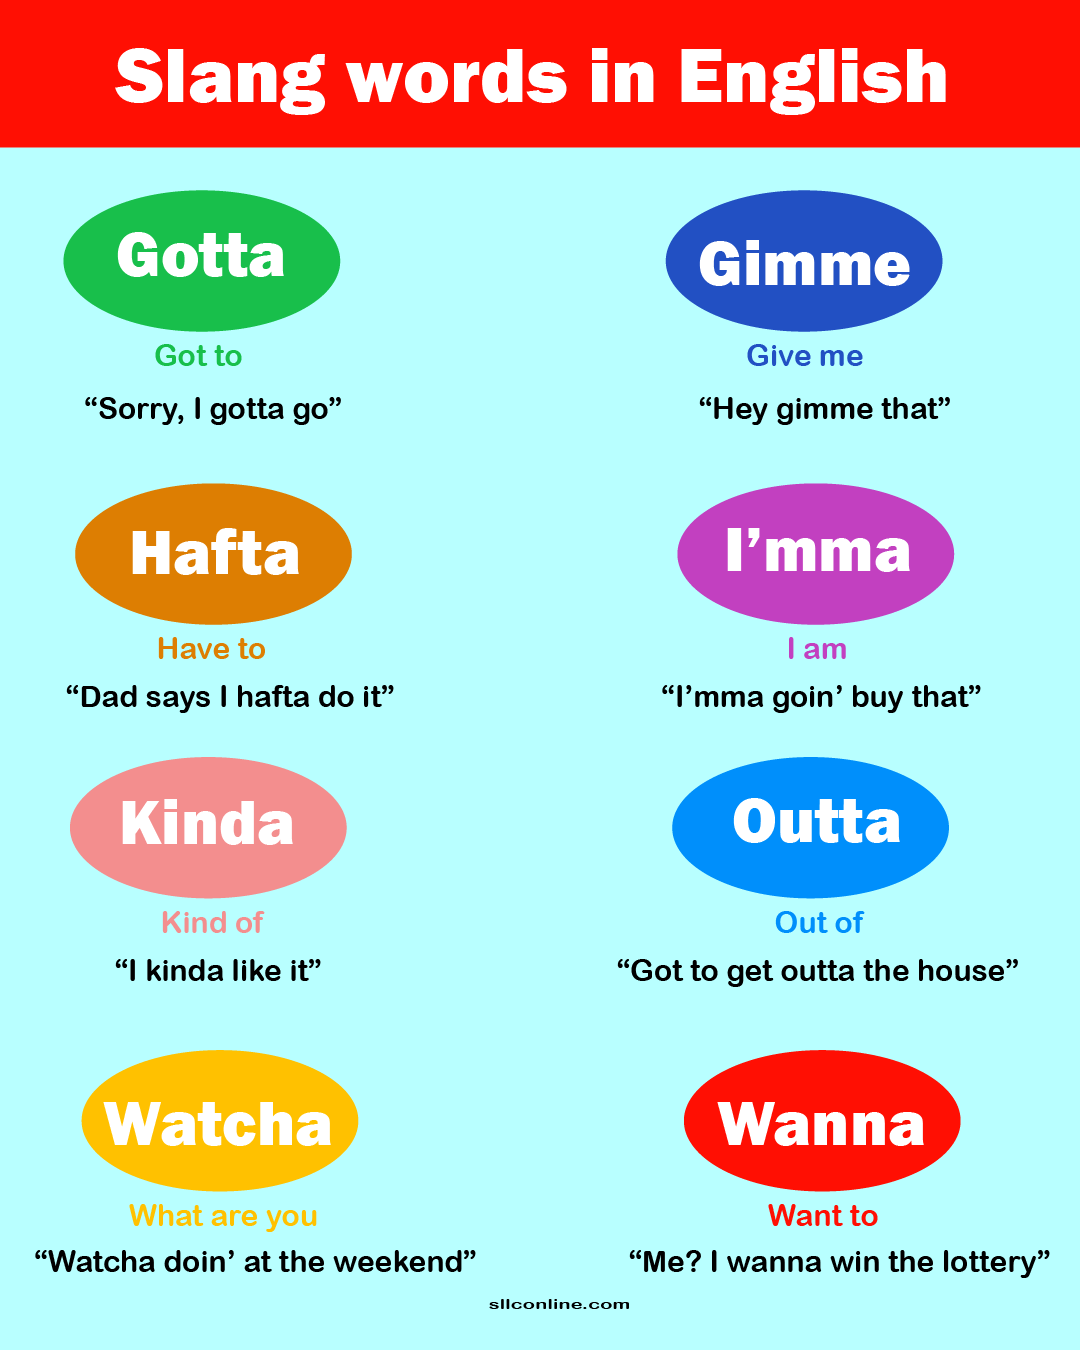 Slang words in English
Gotta
Got to
“Sorry, I gotta go”
Gimme
Give me
“Hey gimme that”
Hafta
Have to
“Dad says I hafta do it”
I’mma
I am
“I’mma goin’ buy that”
Kinda
Kind of
“I kinda like it”
Outta
Out of
“Got to get outta the house”
Watcha
What are you
“Watcha doin’ at the weekend”
Wanna
Want to
“Me? I wanna win the lottery”
sllconline.com